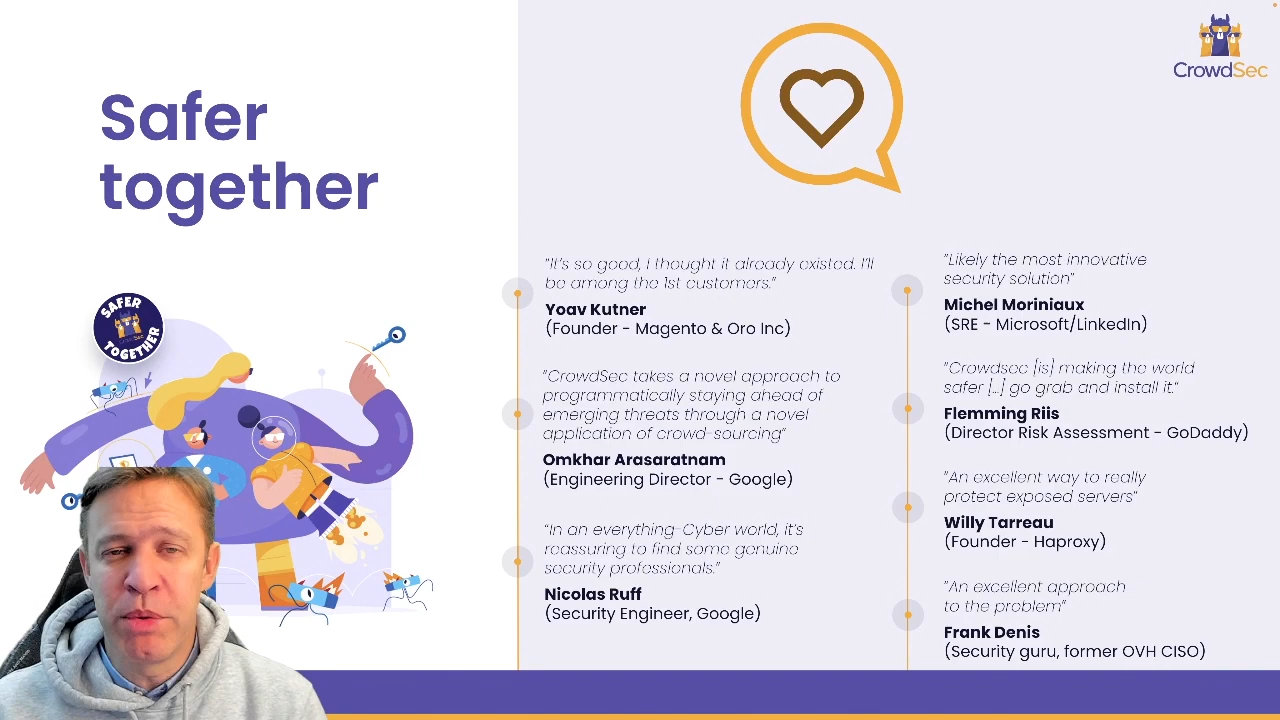 Safer
together
SAFER
TOGETHER
CrowdSec
"It's so good, I thought it already existed. I'll
be among the 1st customers."
Yoav Kutner
(Founder - Magento & Oro Inc)
"CrowdSec takes a novel approach to
programmatically staying ahead of
emerging threats through a novel
application of crowd-sourcing"
Omkhar Arasaratnam
(Engineering Director - Google)
"In an everything-Cyber world, it's
reassuring to find some genuine
security professionals."
Nicolas Ruff
(Security Engineer, Google)
"Likely the most innovative
security solution"
Michel Moriniaux
(SRE - Microsoft/LinkedIn)
"Crowdsec [is] making the world
safer [...] go grab and install it."
Flemming Riis
(Director Risk Assessment - GoDaddy)
"An excellent way to really
protect exposed servers"
Willy Tarreau
(Founder - Haproxy)
"An excellent approach
to the problem"
Frank Denis
(Security guru, former OVH CISO)